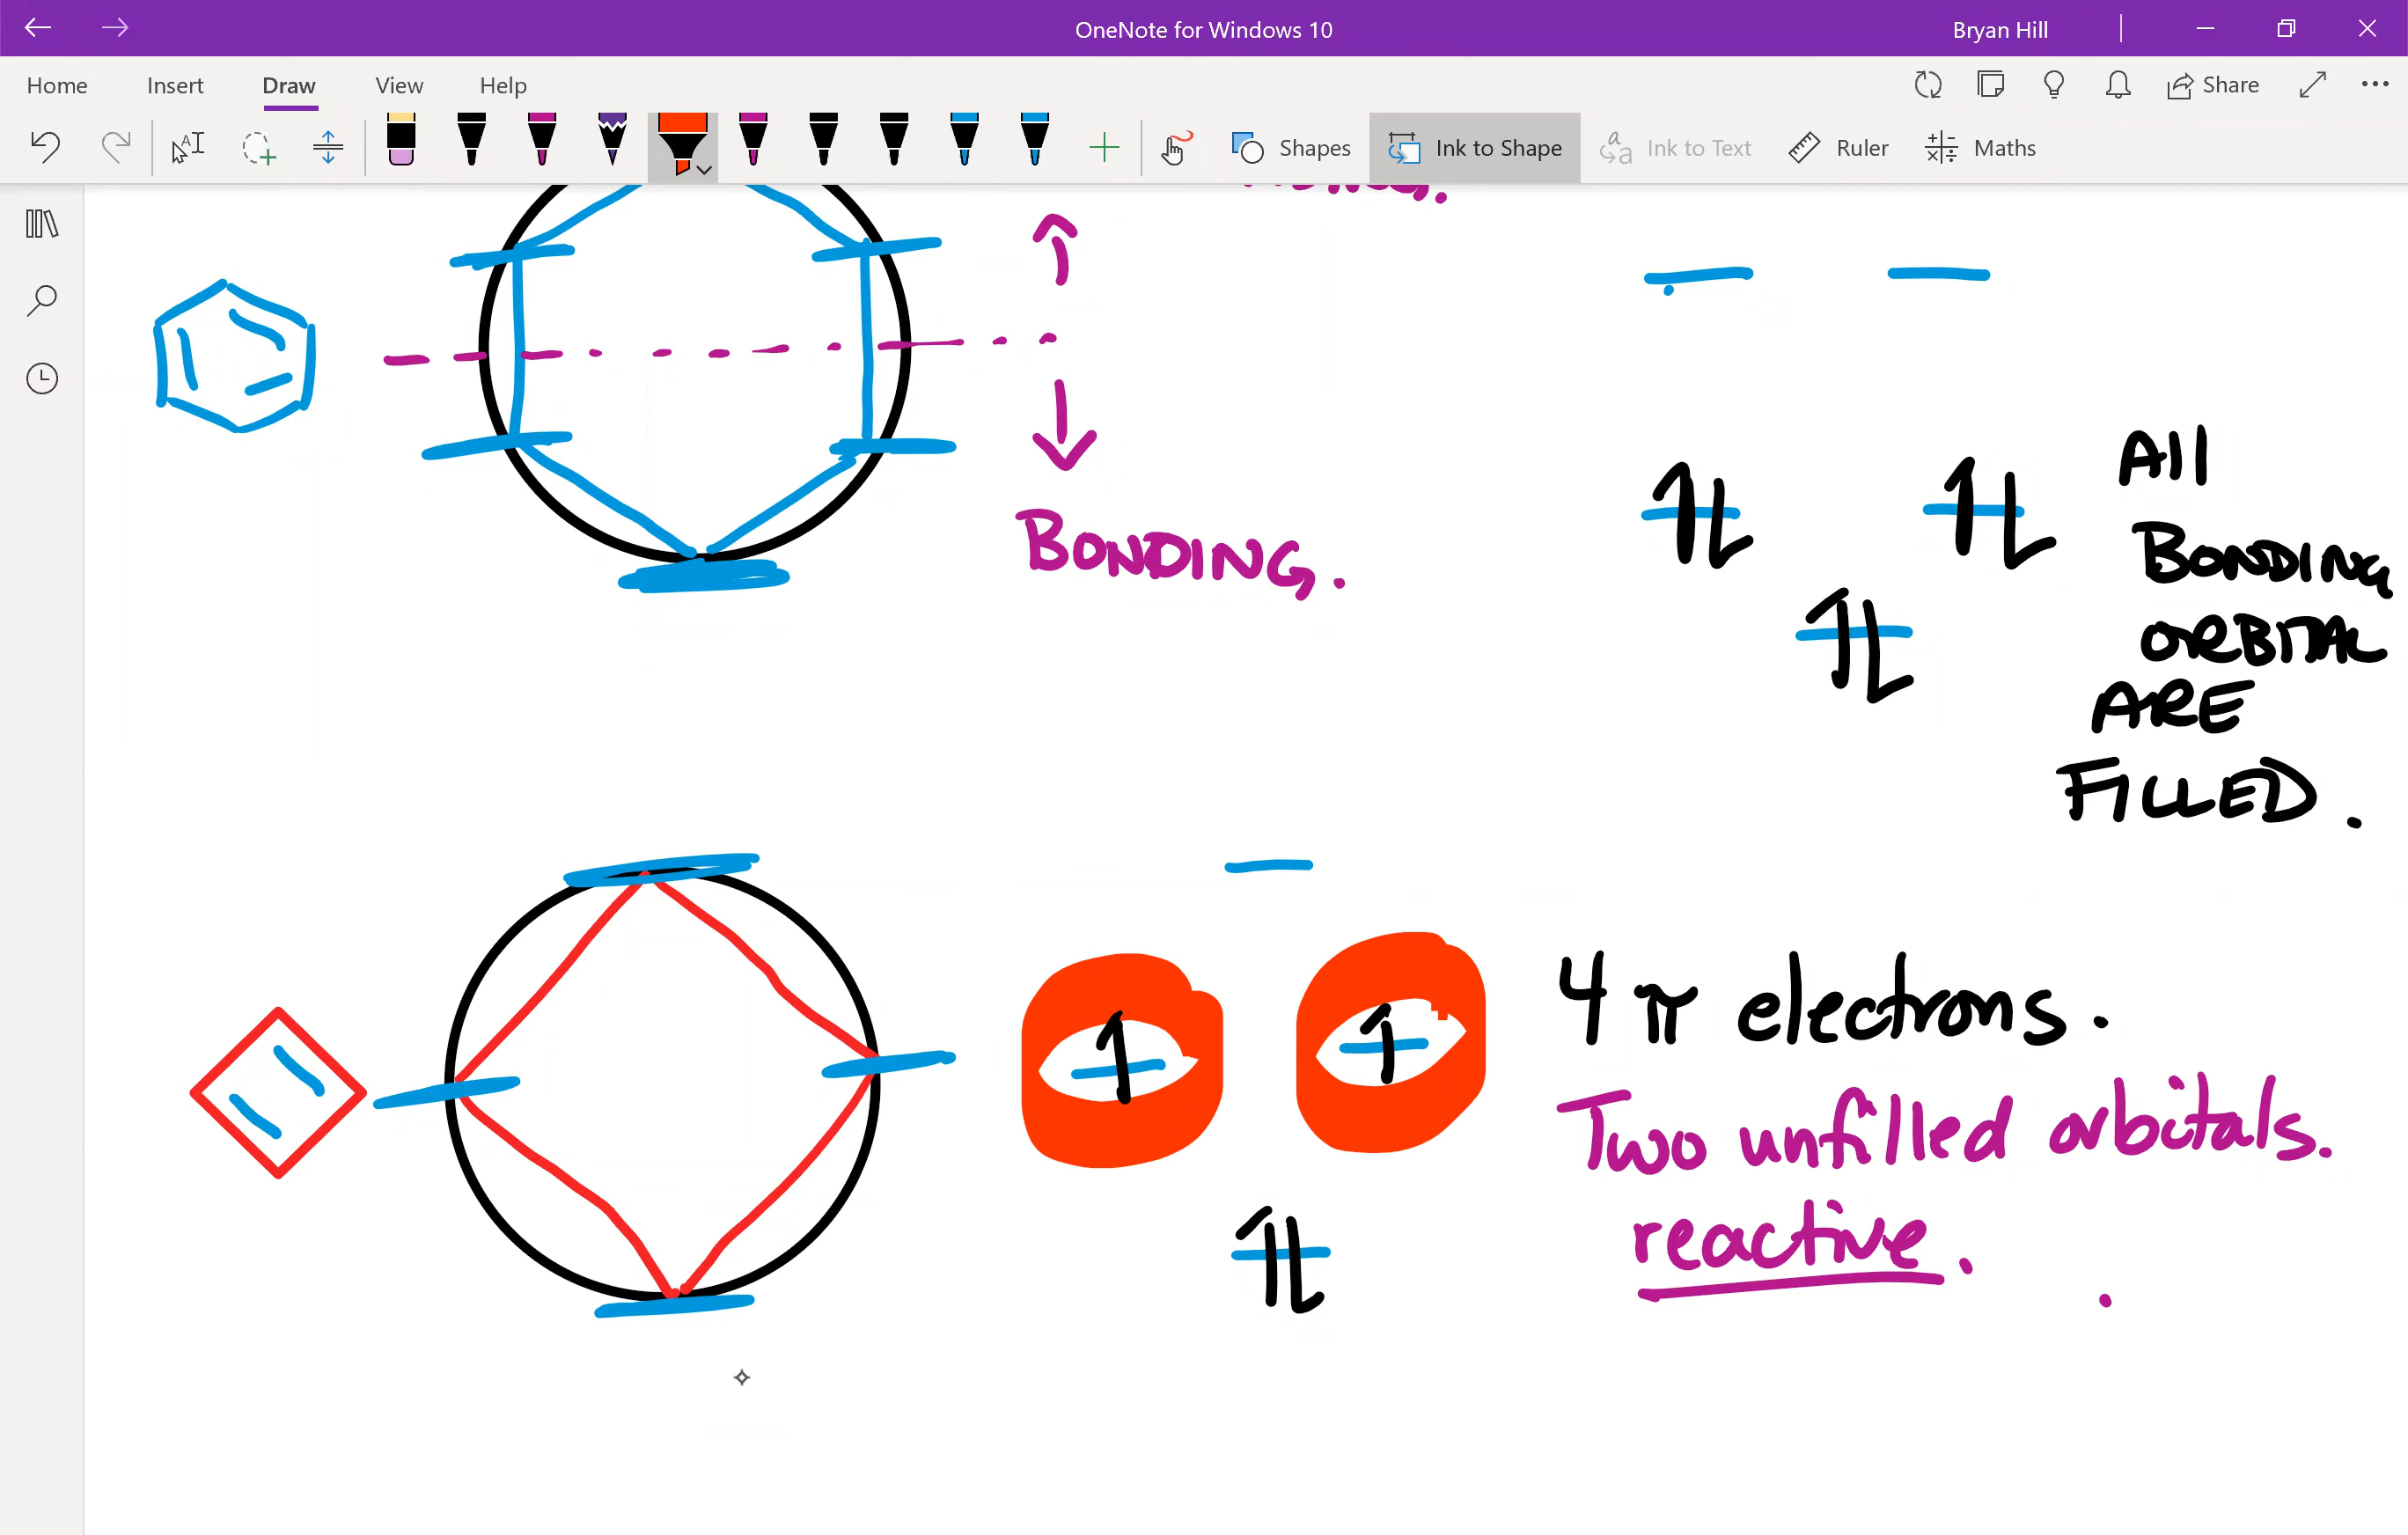 OneNote for Windows 10
Bryan Hill
Home Insert Draw View Help
Share
Shapes Ink to Shape Ink to Text Ruler Maths
BONDING.
All
BONDING
ORBITAL
ARE
FILLED.
4 π electrons.
Two unfilled orbitals.
reactive.